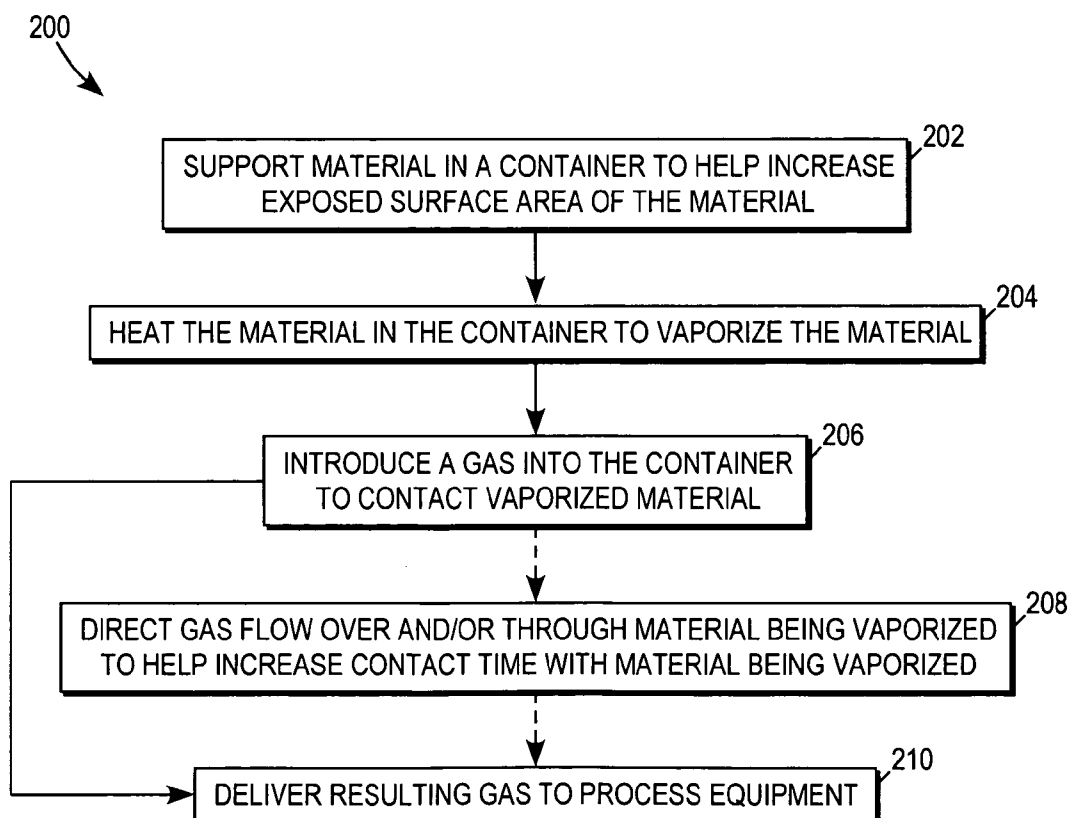 200
202
SUPPORT MATERIAL IN A CONTAINER TO HELP INCREASE
EXPOSED SURFACE AREA OF THE MATERIAL
204
HEAT THE MATERIAL IN THE CONTAINER TO VAPORIZE THE MATERIAL
206
INTRODUCE A GAS INTO THE CONTAINER
TO CONTACT VAPORIZED MATERIAL
208
DIRECT GAS FLOW OVER AND/OR THROUGH MATERIAL BEING VAPORIZED
TO HELP INCREASE CONTACT TIME WITH MATERIAL BEING VAPORIZED
210
DELIVER RESULTING GAS TO PROCESS EQUIPMENT